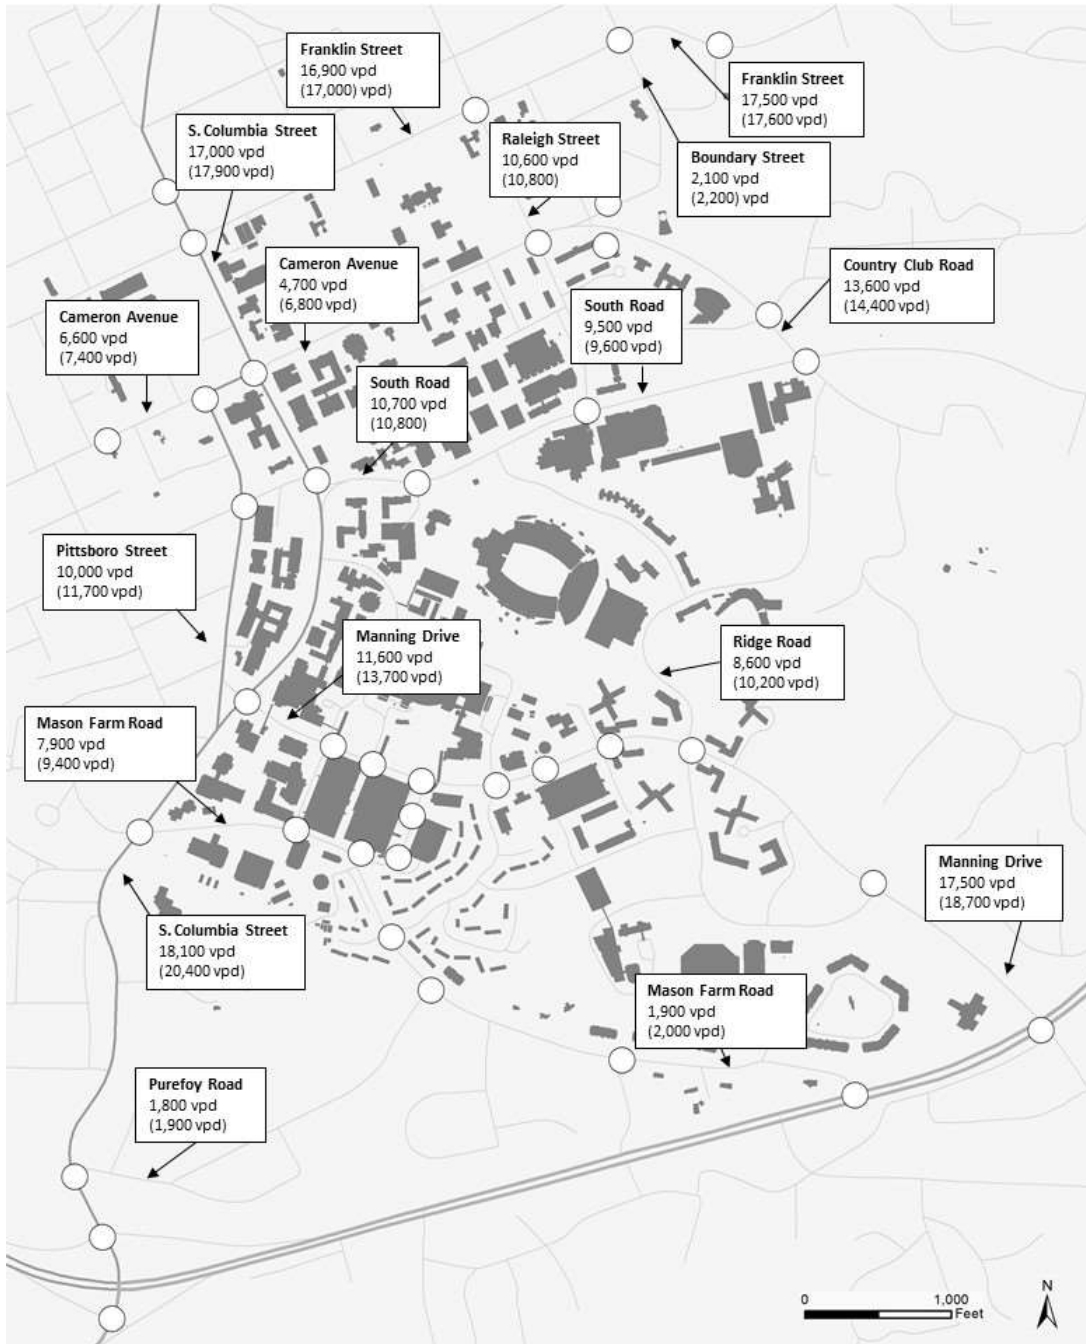 Franklin Street
16,900 vpd
(17,000) vpd)
Franklin Street
17,500 vpd
(17,600 vpd)
S. Columbia Street
17,000 vpd
(17,900 vpd)
Raleigh Street
10,600 vpd
(10,800)
Boundary Street
2,100 vpd
(2,200) vpd
Cameron Avenue
4,700 vpd
(6,800 vpd)
Country Club Road
13,600 vpd
(14,400 vpd)
Cameron Avenue
6,600 vpd
(7,400 vpd)
South Road
9,500 vpd
(9,600 vpd)
South Road
10,700 vpd
(10,800)
Pittsboro Street
10,000 vpd
(11,700 vpd)
Manning Drive
11,600 vpd
(13,700 vpd)
Ridge Road
8,600 vpd
(10,200 vpd)
Mason Farm Road
7,900 vpd
(9,400 vpd)
Manning Drive
17,500 vpd
(18,700 vpd)
S. Columbia Street
18,100 vpd
(20,400 vpd)
Mason Farm Road
1,900 vpd
(2,000 vpd)
Purefoy Road
1,800 vpd
(1,900 vpd)
N
0 1,000
Feet